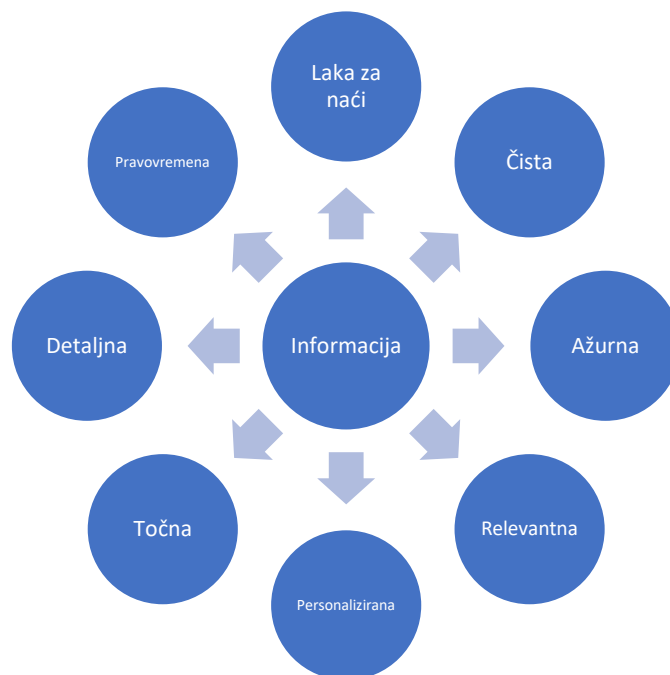 Laka za
naći
Pravovremena
Čista
Detaljna
Informacija
Ažurna
Točna
Relevantna
Personalizirana